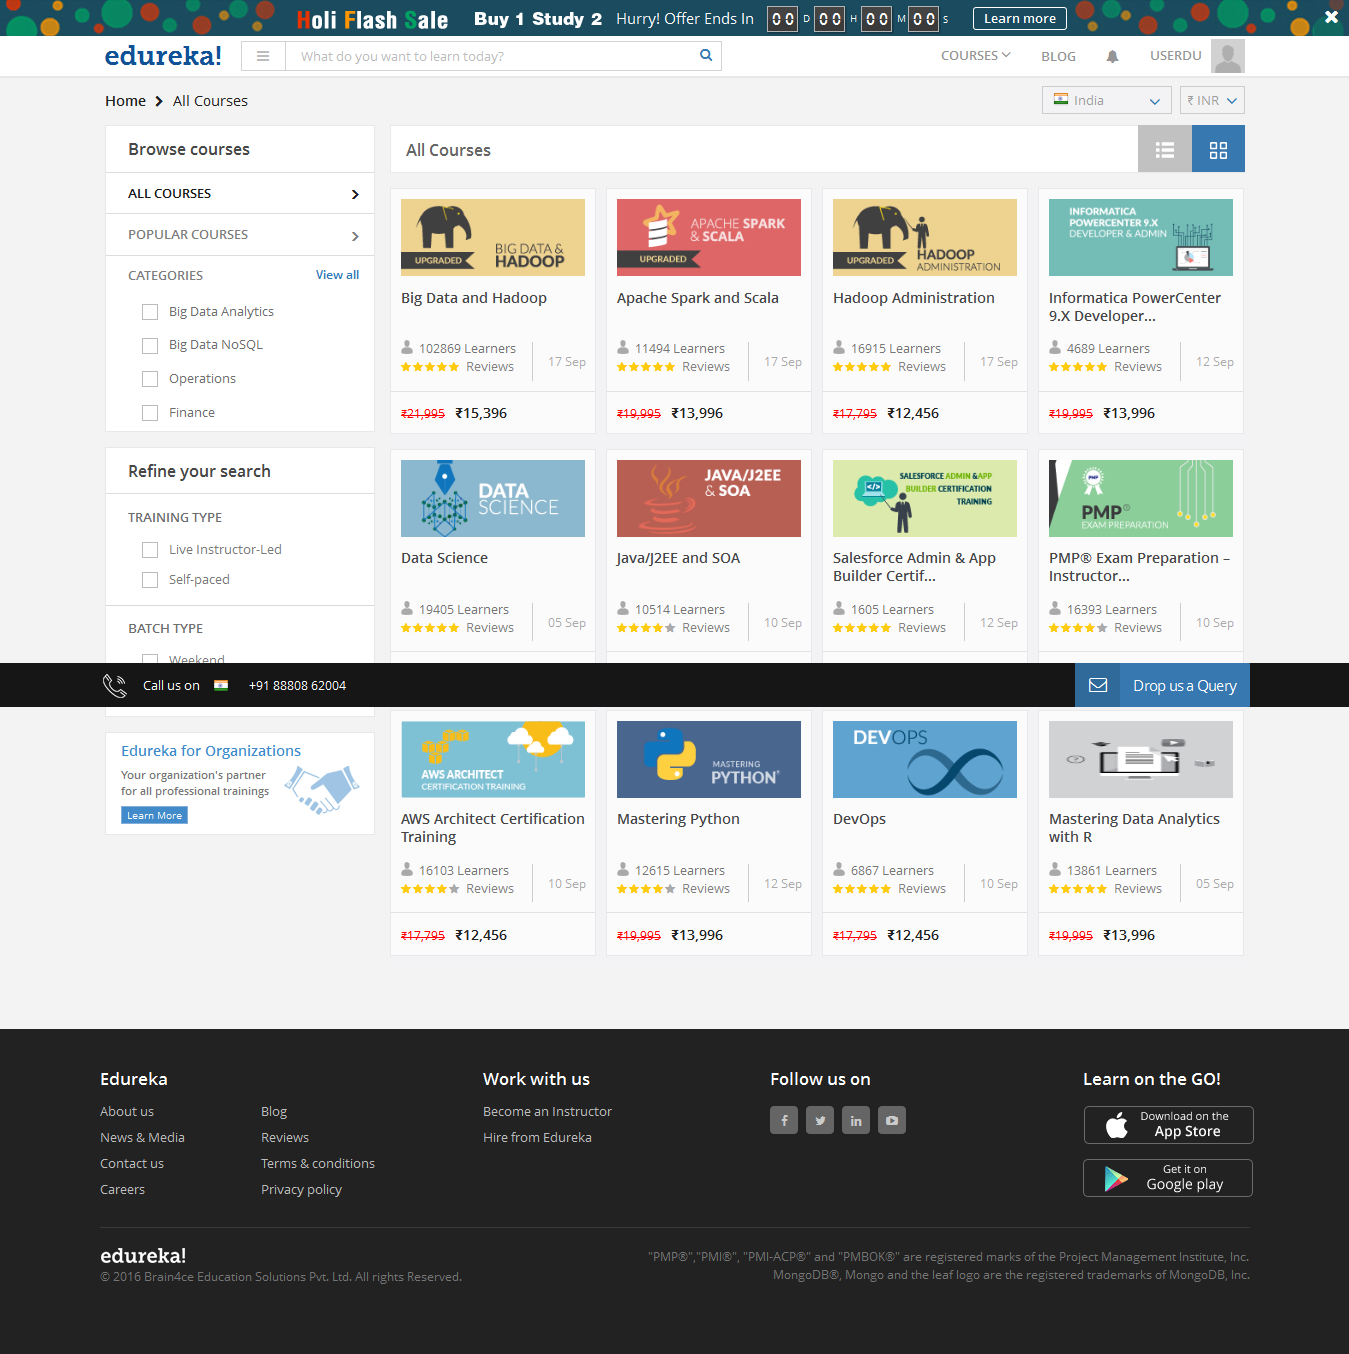 Holi Flash Sale Buy 1 Study 2 Hurry! Offer Ends In 00 D 00 H 00 M 00 S Learn more
edureka! What do you want to learn today? COURSES BLOG USERDU
Home All Courses India ₹ INR
Browse courses
ALL COURSES
POPULAR COURSES
CATEGORIES View all
Big Data Analytics
Big Data NoSQL
Operations
Finance
Refine your search
TRAINING TYPE
Live Instructor-Led
Self-paced
BATCH TYPE
Weekend
All Courses
BIG DATA &
HADOOP
UPGRADED
Big Data and Hadoop
102869 Learners
Reviews
17 Sep
₹21,995 ₹15,396
APACHE SPARK
& SCALA
UPGRADED
Apache Spark and Scala
11494 Learners
Reviews
17 Sep
₹19,995 ₹13,996
HADOOP
ADMINISTRATION
UPGRADED
Hadoop Administration
16915 Learners
Reviews
17 Sep
₹17,795 ₹12,456
INFORMATICA
POWERCENTER 9.X
DEVELOPER & ADMIN
Informatica PowerCenter
9.X Developer...
4689 Learners
Reviews
12 Sep
₹19,995 ₹13,996
DATA
SCIENCE
Data Science
19405 Learners
Reviews
05 Sep
JAVA/J2EE
& SOA
Java/J2EE and SOA
10514 Learners
Reviews
10 Sep
SALESFORCE ADMIN & APP
BUILDER CERTIFICATION
TRAINING
Salesforce Admin & App
Builder Certif...
1605 Learners
Reviews
12 Sep
PMP
PMP®
EXAM PREPARATION
PMP® Exam Preparation –
Instructor...
16393 Learners
Reviews
10 Sep
Call us on +91 88808 62004 Drop us a Query
Edureka for Organizations
Your organization's partner
for all professional trainings
Learn More
AWS ARCHITECT
CERTIFICATION TRAINING
AWS Architect Certification
Training
16103 Learners
Reviews
10 Sep
₹17,795 ₹12,456
MASTERING
PYTHON®
Mastering Python
12615 Learners
Reviews
12 Sep
₹19,995 ₹13,996
DEVOPS
DevOps
6867 Learners
Reviews
10 Sep
₹17,795 ₹12,456
Mastering Data Analytics
with R
13861 Learners
Reviews
05 Sep
₹19,995 ₹13,996
Edureka
About us
News & Media
Contact us
Careers
Blog
Reviews
Terms & conditions
Privacy policy
Work with us
Become an Instructor
Hire from Edureka
Follow us on
Learn on the GO!
Download on the
App Store
Get it on
Google play
edureka!
© 2016 Brain4ce Education Solutions Pvt. Ltd. All rights Reserved.
"PMP®","PMI®", "PMI-ACP®" and "PMBOK®" are registered marks of the Project Management Institute, Inc.
MongoDB®, Mongo and the leaf logo are the registered trademarks of MongoDB, Inc.